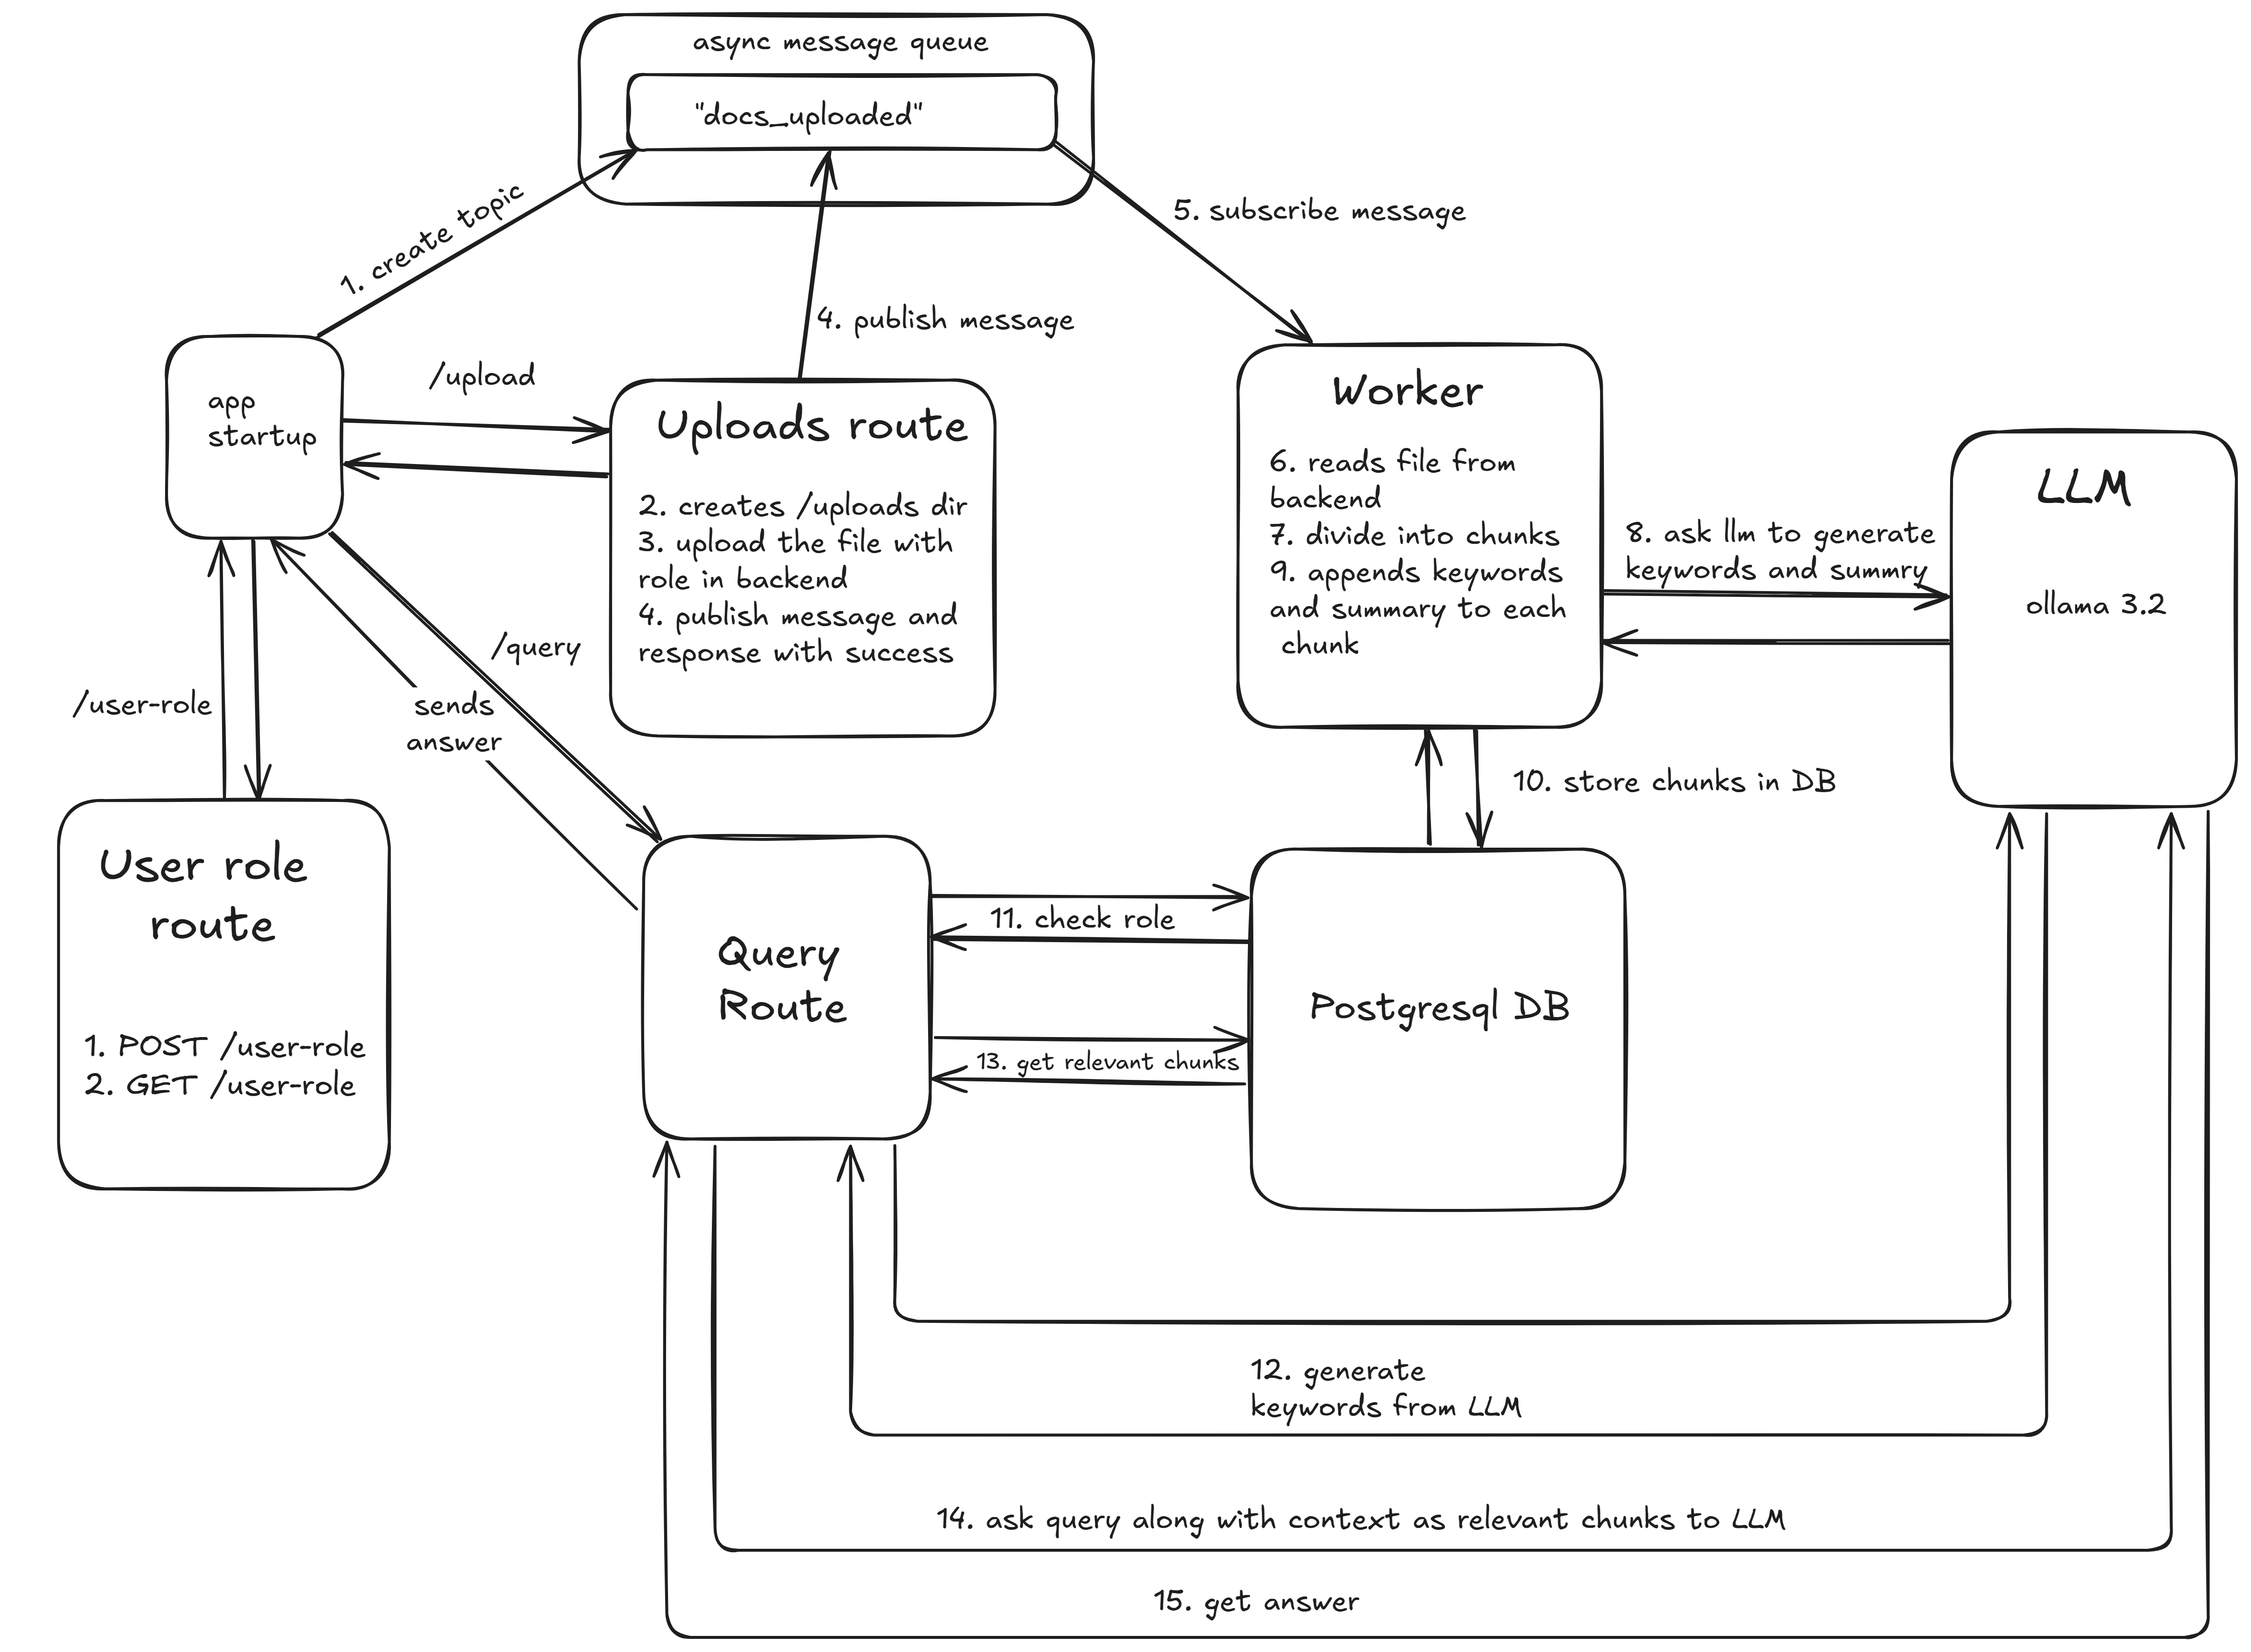 async message queue
"docs_uploaded"
1. create topic
5. subscribe message
4. publish message
/upload
app
startup
Uploads route
2. creates /uploads dir
3. upload the file with
role in backend
4. publish message and
response with success
Worker
6. reads file from
backend
7. divide into chunks
9. appends keywords
and summary to each
chunk
8. ask llm to generate
keywords and summry
LLM
ollama 3.2
/query
/user-role
sends
answer
10. store chunks in DB
User role
route
1. POST /user-role
2. GET /user-role
Query
Route
11. check role
13. get relevant chunks
Postgresql DB
12. generate
keywords from LLM
14. ask query along with context as relevant chunks to LLM
15. get answer